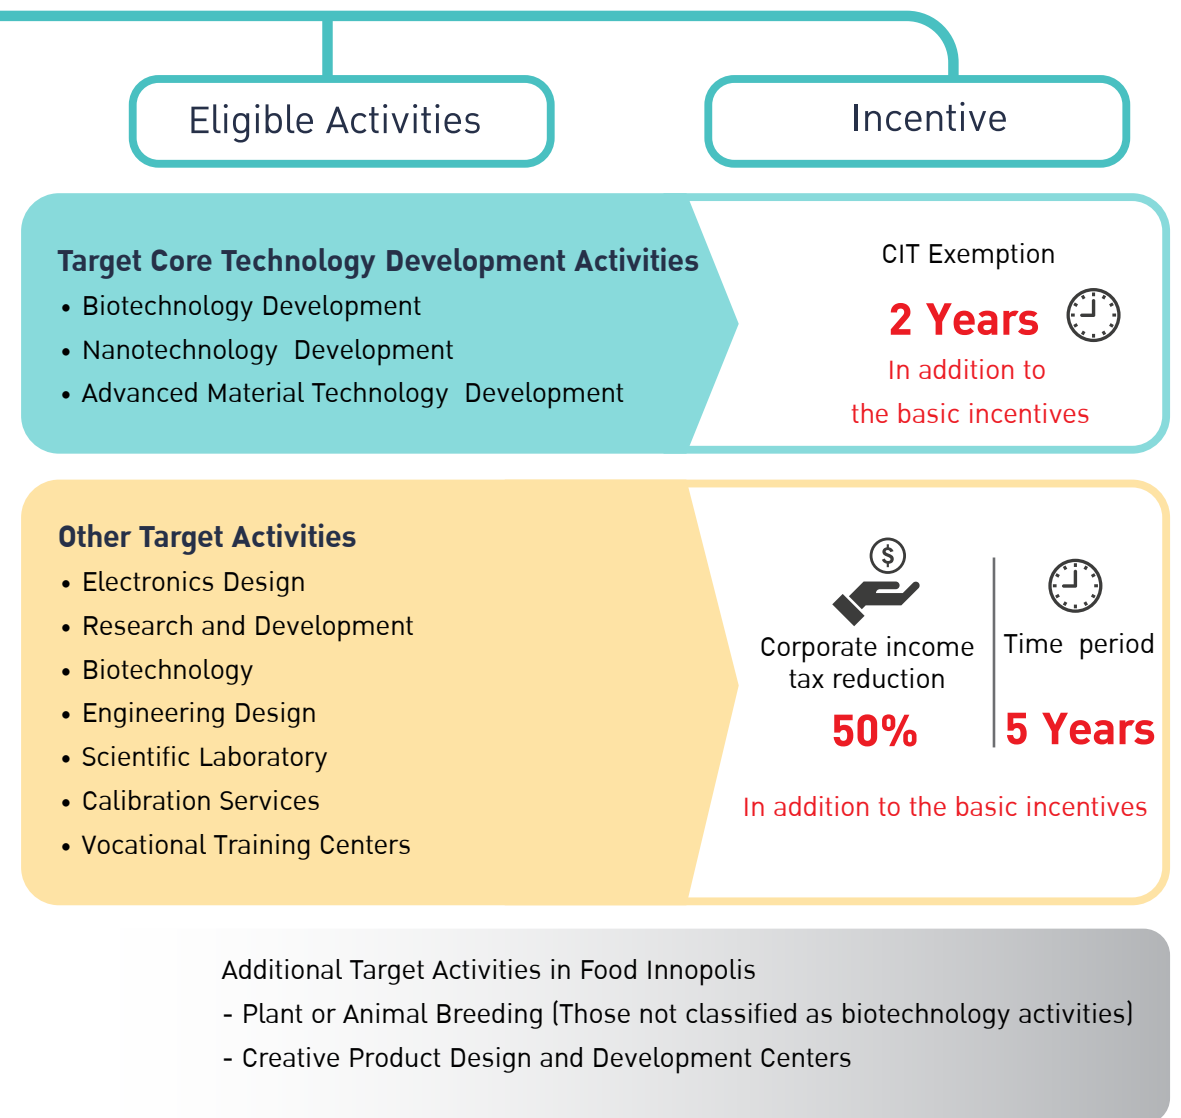 Eligible Activities
Incentive
Target Core Technology Development Activities
• Biotechnology Development
• Nanotechnology Development
• Advanced Material Technology Development
CIT Exemption
2 Years
In addition to
the basic incentives
Other Target Activities
• Electronics Design
• Research and Development
• Biotechnology
• Engineering Design
• Scientific Laboratory
• Calibration Services
• Vocational Training Centers
$
Corporate income
tax reduction
50%
Time period
5 Years
In addition to the basic incentives
Additional Target Activities in Food Innopolis
- Plant or Animal Breeding (Those not classified as biotechnology activities)
- Creative Product Design and Development Centers